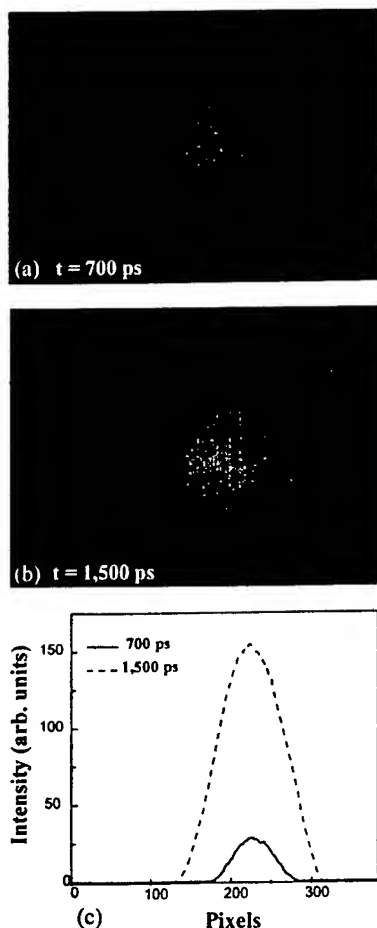 (a) t = 700 ps
(b) t = 1,500 ps
Intensity (arb. units)
150
100
50
0
700 ps
1,500 ps
0
100
200
300
(c)
Pixels